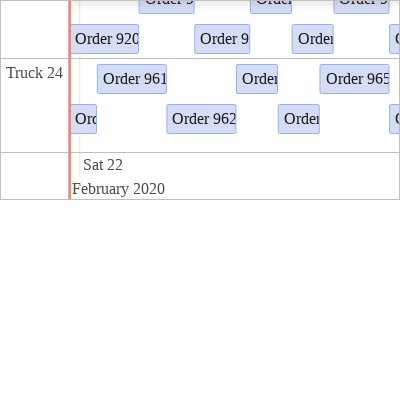 Order 9 Order Order 9
Order 920 Order 9 Order
Truck 24 Order 961 Order Order 965
Order 962 Order
Sat 22
February 2020